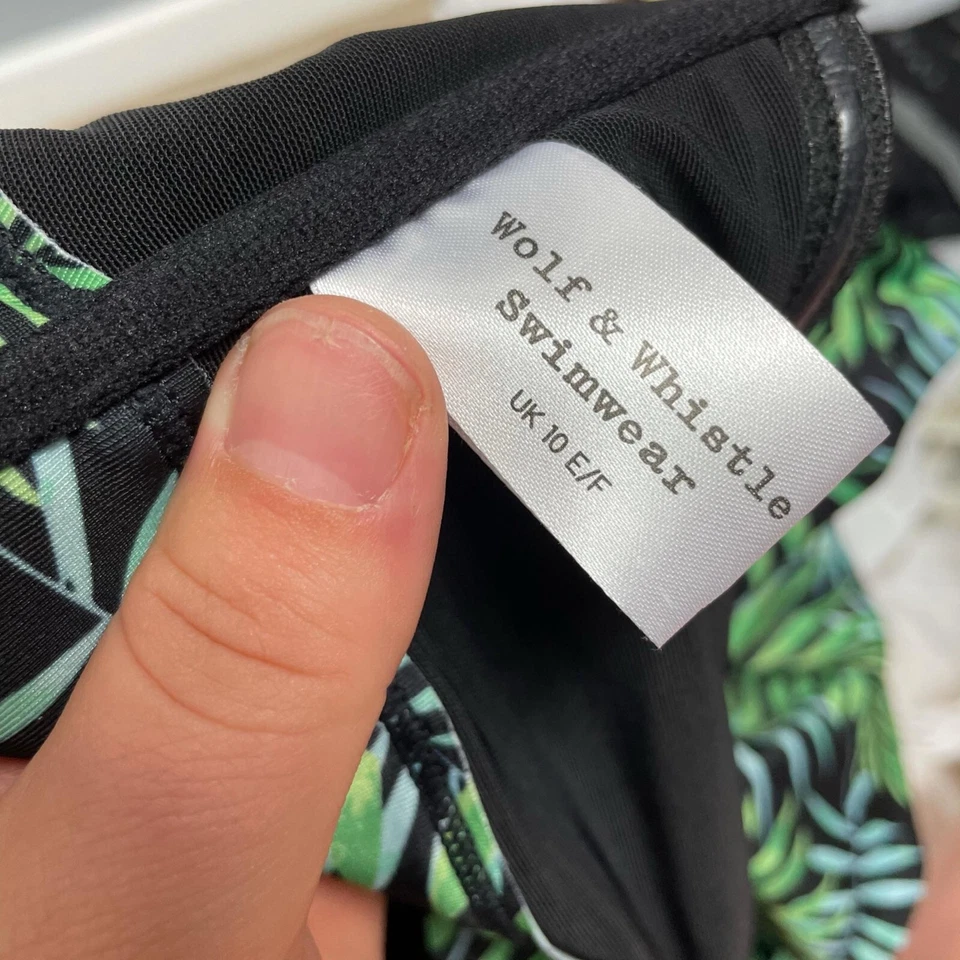 Wolf & Whistle
Swimwear
UK 10 E/F